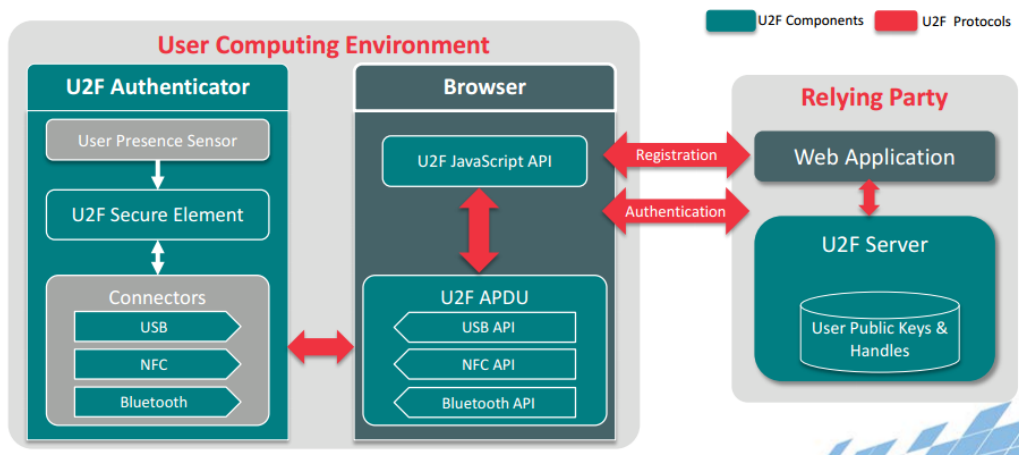 U2F Components
U2F Protocols
User Computing Environment
U2F Authenticator
User Presence Sensor
U2F Secure Element
Connectors
USB
NFC
Bluetooth
Browser
U2F JavaScript API
U2F APDU
USB API
NFC API
Bluetooth API
Registration
Authentication
Relying Party
Web Application
U2F Server
User Public Keys &
Handles